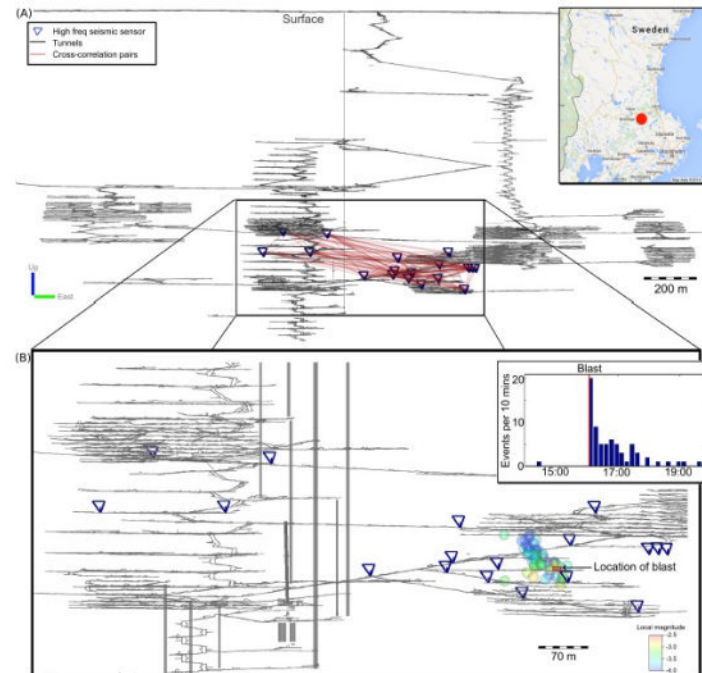 (A)
Surface
High freq seismic sensor
Tunnels
Cross-correlation pairs
Sweden
Up
East
200 m
(B)
Blast
Events per 10 mins
20
10
0
15:00
17:00
19:00
Location of blast
Local magnitude
-2.5
-3.0
-3.5
-4.0
70 m